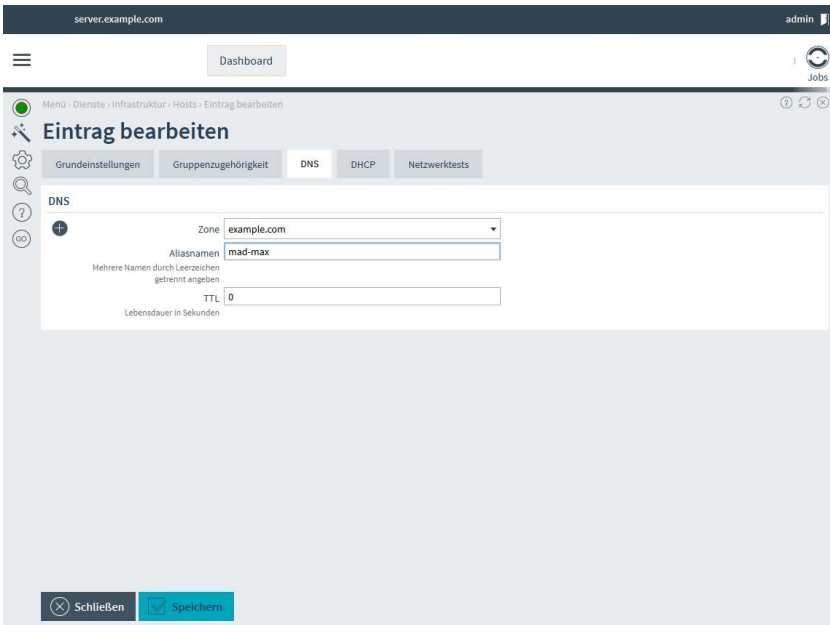 server.example.com
admin
Dashboard
Jobs
Menü › Dienste › Infrastruktur › Hosts › Eintrag bearbeiten
Eintrag bearbeiten
Grundeinstellungen
Gruppenzugehörigkeit
DNS
DHCP
Netzwerktests
DNS
Zone
example.com
Aliasnamen
mad-max
Mehrere Namen durch Leerzeichen
getrennt angeben
TTL
0
Lebensdauer in Sekunden
GO
Schließen
Speichern